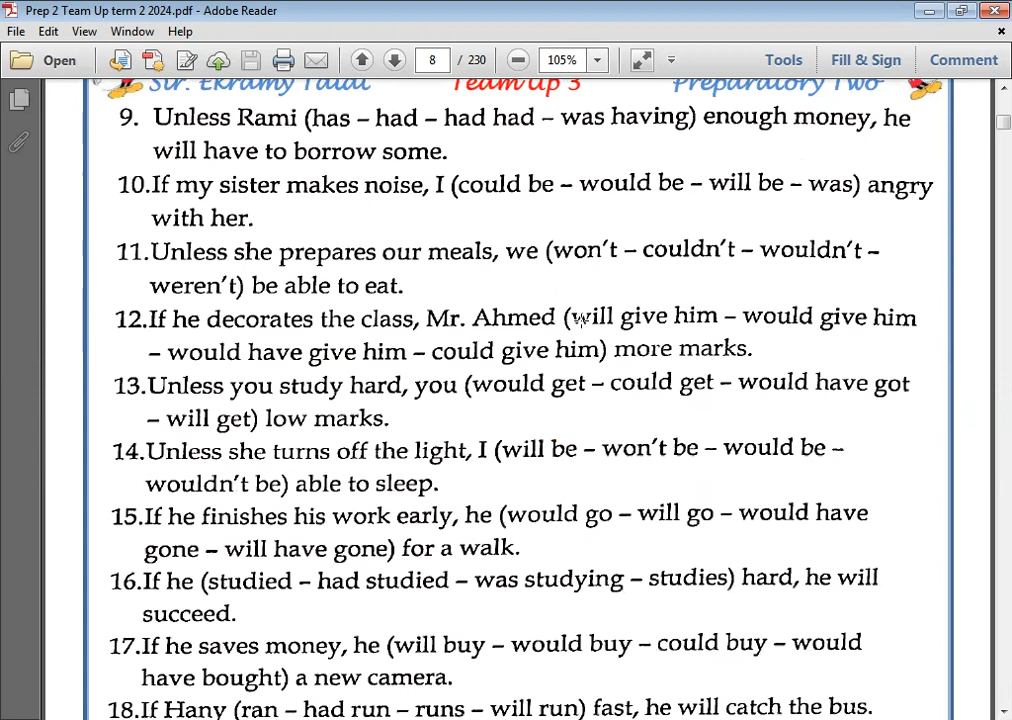 Prep 2 Team Up term 2 2024.pdf - Adobe Reader
File Edit View Window Help
Open 8 / 230 105% Tools Fill & Sign Comment
Sir. Ekramy Talal Team Up 3 Preparatory Two
9. Unless Rami (has – had – had had – was having) enough money, he
will have to borrow some.
10.If my sister makes noise, I (could be – would be – will be – was) angry
with her.
11.Unless she prepares our meals, we (won't – couldn't – wouldn't –
weren't) be able to eat.
12.If he decorates the class, Mr. Ahmed (will give him – would give him
– would have give him – could give him) more marks.
13.Unless you study hard, you (would get – could get – would have got
– will get) low marks.
14.Unless she turns off the light, I (will be – won't be – would be –
wouldn't be) able to sleep.
15.If he finishes his work early, he (would go – will go – would have
gone – will have gone) for a walk.
16.If he (studied – had studied – was studying – studies) hard, he will
succeed.
17.If he saves money, he (will buy – would buy – could buy – would
have bought) a new camera.
18.If Hany (ran – had run – runs – will run) fast, he will catch the bus.